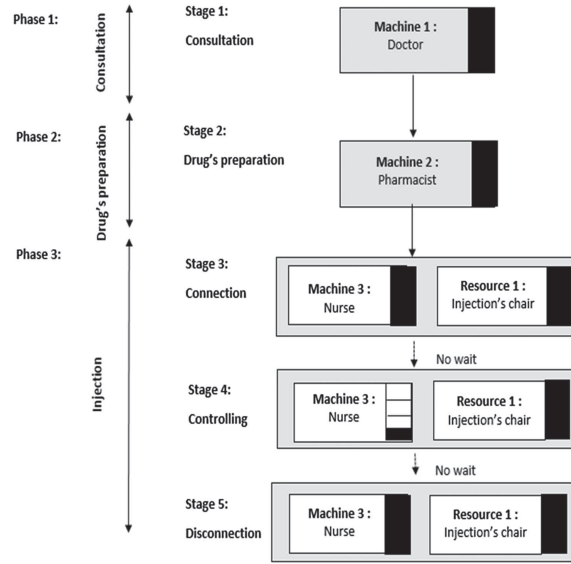 Phase 1:
Consultation
Stage 1:
Consultation
Machine 1 :
Doctor
Phase 2:
Drug's preparation
Stage 2:
Drug's preparation
Machine 2 :
Pharmacist
Phase 3:
Injection
Stage 3:
Connection
Machine 3 :
Nurse
Resource 1 :
Injection's chair
No wait
Stage 4:
Controlling
Machine 3 :
Nurse
Resource 1 :
Injection's chair
No wait
Stage 5:
Disconnection
Machine 3 :
Nurse
Resource 1 :
Injection's chair